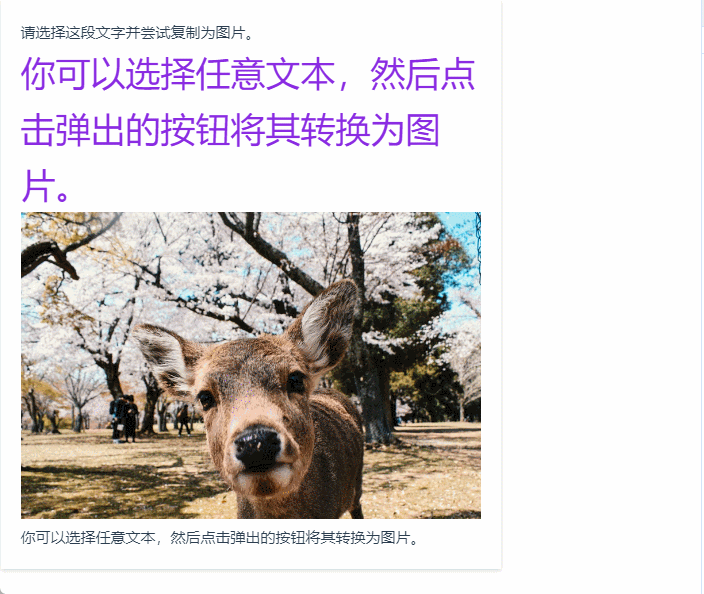 请选择这段文字并尝试复制为图片。
你可以选择任意文本，然后点
击弹出的按钮将其转换为图
片。
你可以选择任意文本，然后点击弹出的按钮将其转换为图片。